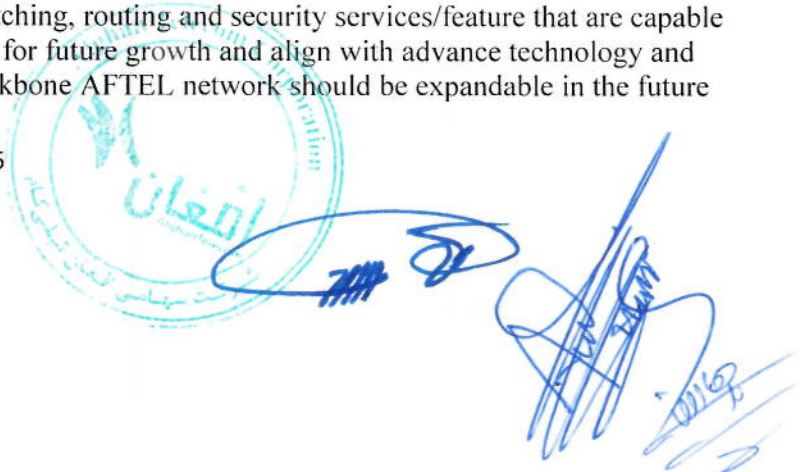 ching, routing and security services/feature that are capable
for future growth and align with advance technology and
kbone AFTEL network should be expandable in the future
افغان